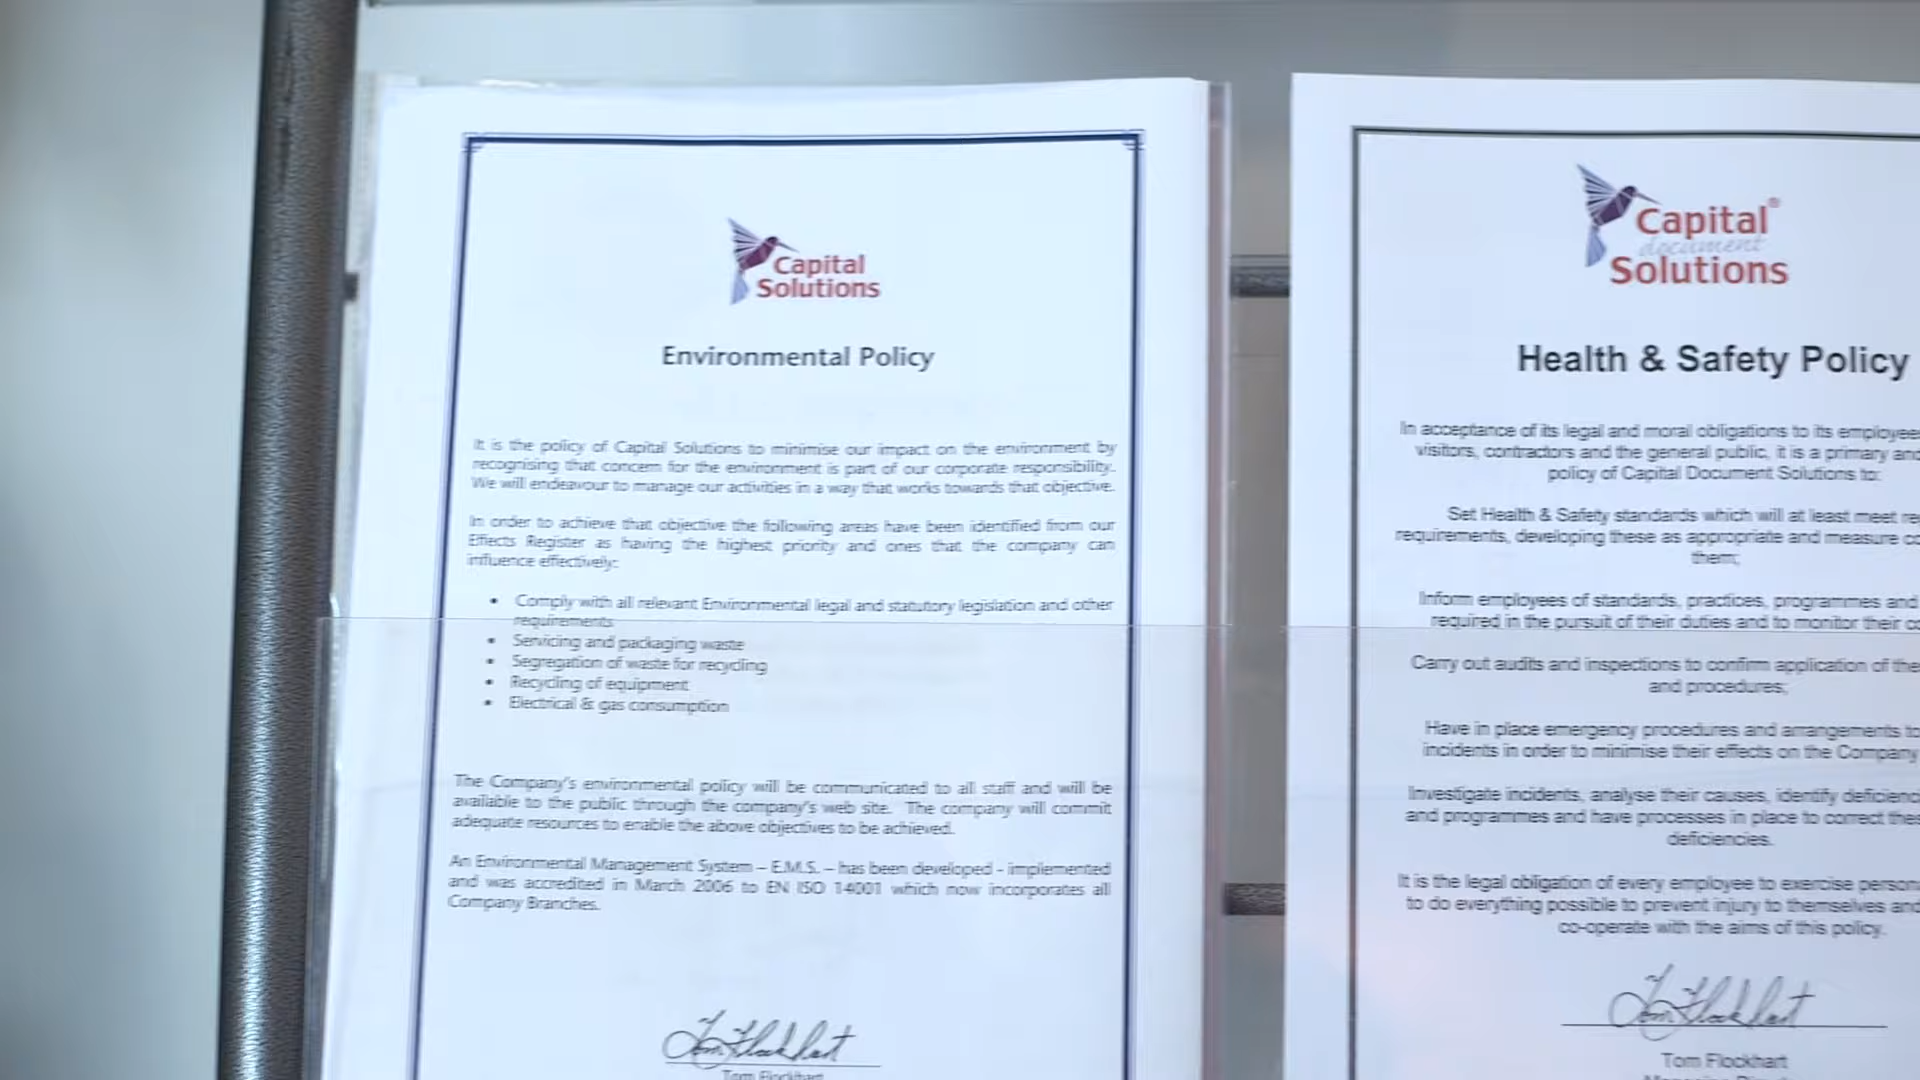 Capital
Solutions
Environmental Policy
It is the policy of Capital Solutions to minimise our impact on the environment by
recognising that concern for the environment is part of our corporate responsibility.
We will endeavour to manage our activities in a way that works towards that objective.
In order to achieve that objective the following areas have been identified from our
Effects Register as having the highest priority and ones that the company can
influence effectively:
• Comply with all relevant Environmental legal and statutory legislation and other
requirements
• Servicing and packaging waste
• Segregation of waste for recycling
• Recycling of equipment
• Electrical & gas consumption
The Company's environmental policy will be communicated to all staff and will be
available to the public through the company's web site. The company will commit
adequate resources to enable the above objectives to be achieved.
An Environmental Management System – E.M.S. – has been developed - implemented
and was accredited in March 2006 to EN ISO 14001 which now incorporates all
Company Branches.
Tom Flockhart
Tom Flockhart
Capital®
document
Solutions
Health & Safety Policy
In acceptance of its legal and moral obligations to its employees
visitors, contractors and the general public, it is a primary and
policy of Capital Document Solutions to:
Set Health & Safety standards which will at least meet
requirements, developing these as appropriate and measure
them;
Inform employees of standards, practices, programmes and
required in the pursuit of their duties and to monitor their
Carry out audits and inspections to confirm application of
and procedures;
Have in place emergency procedures and arrangements to
incidents in order to minimise their effects on the Company
Investigate incidents, analyse their causes, identify
and programmes and have processes in place to correct
deficiencies.
It is the legal obligation of every employee to exercise
to do everything possible to prevent injury to themselves and
co-operate with the aims of this policy.
Tom Flockhart
Tom Flockhart